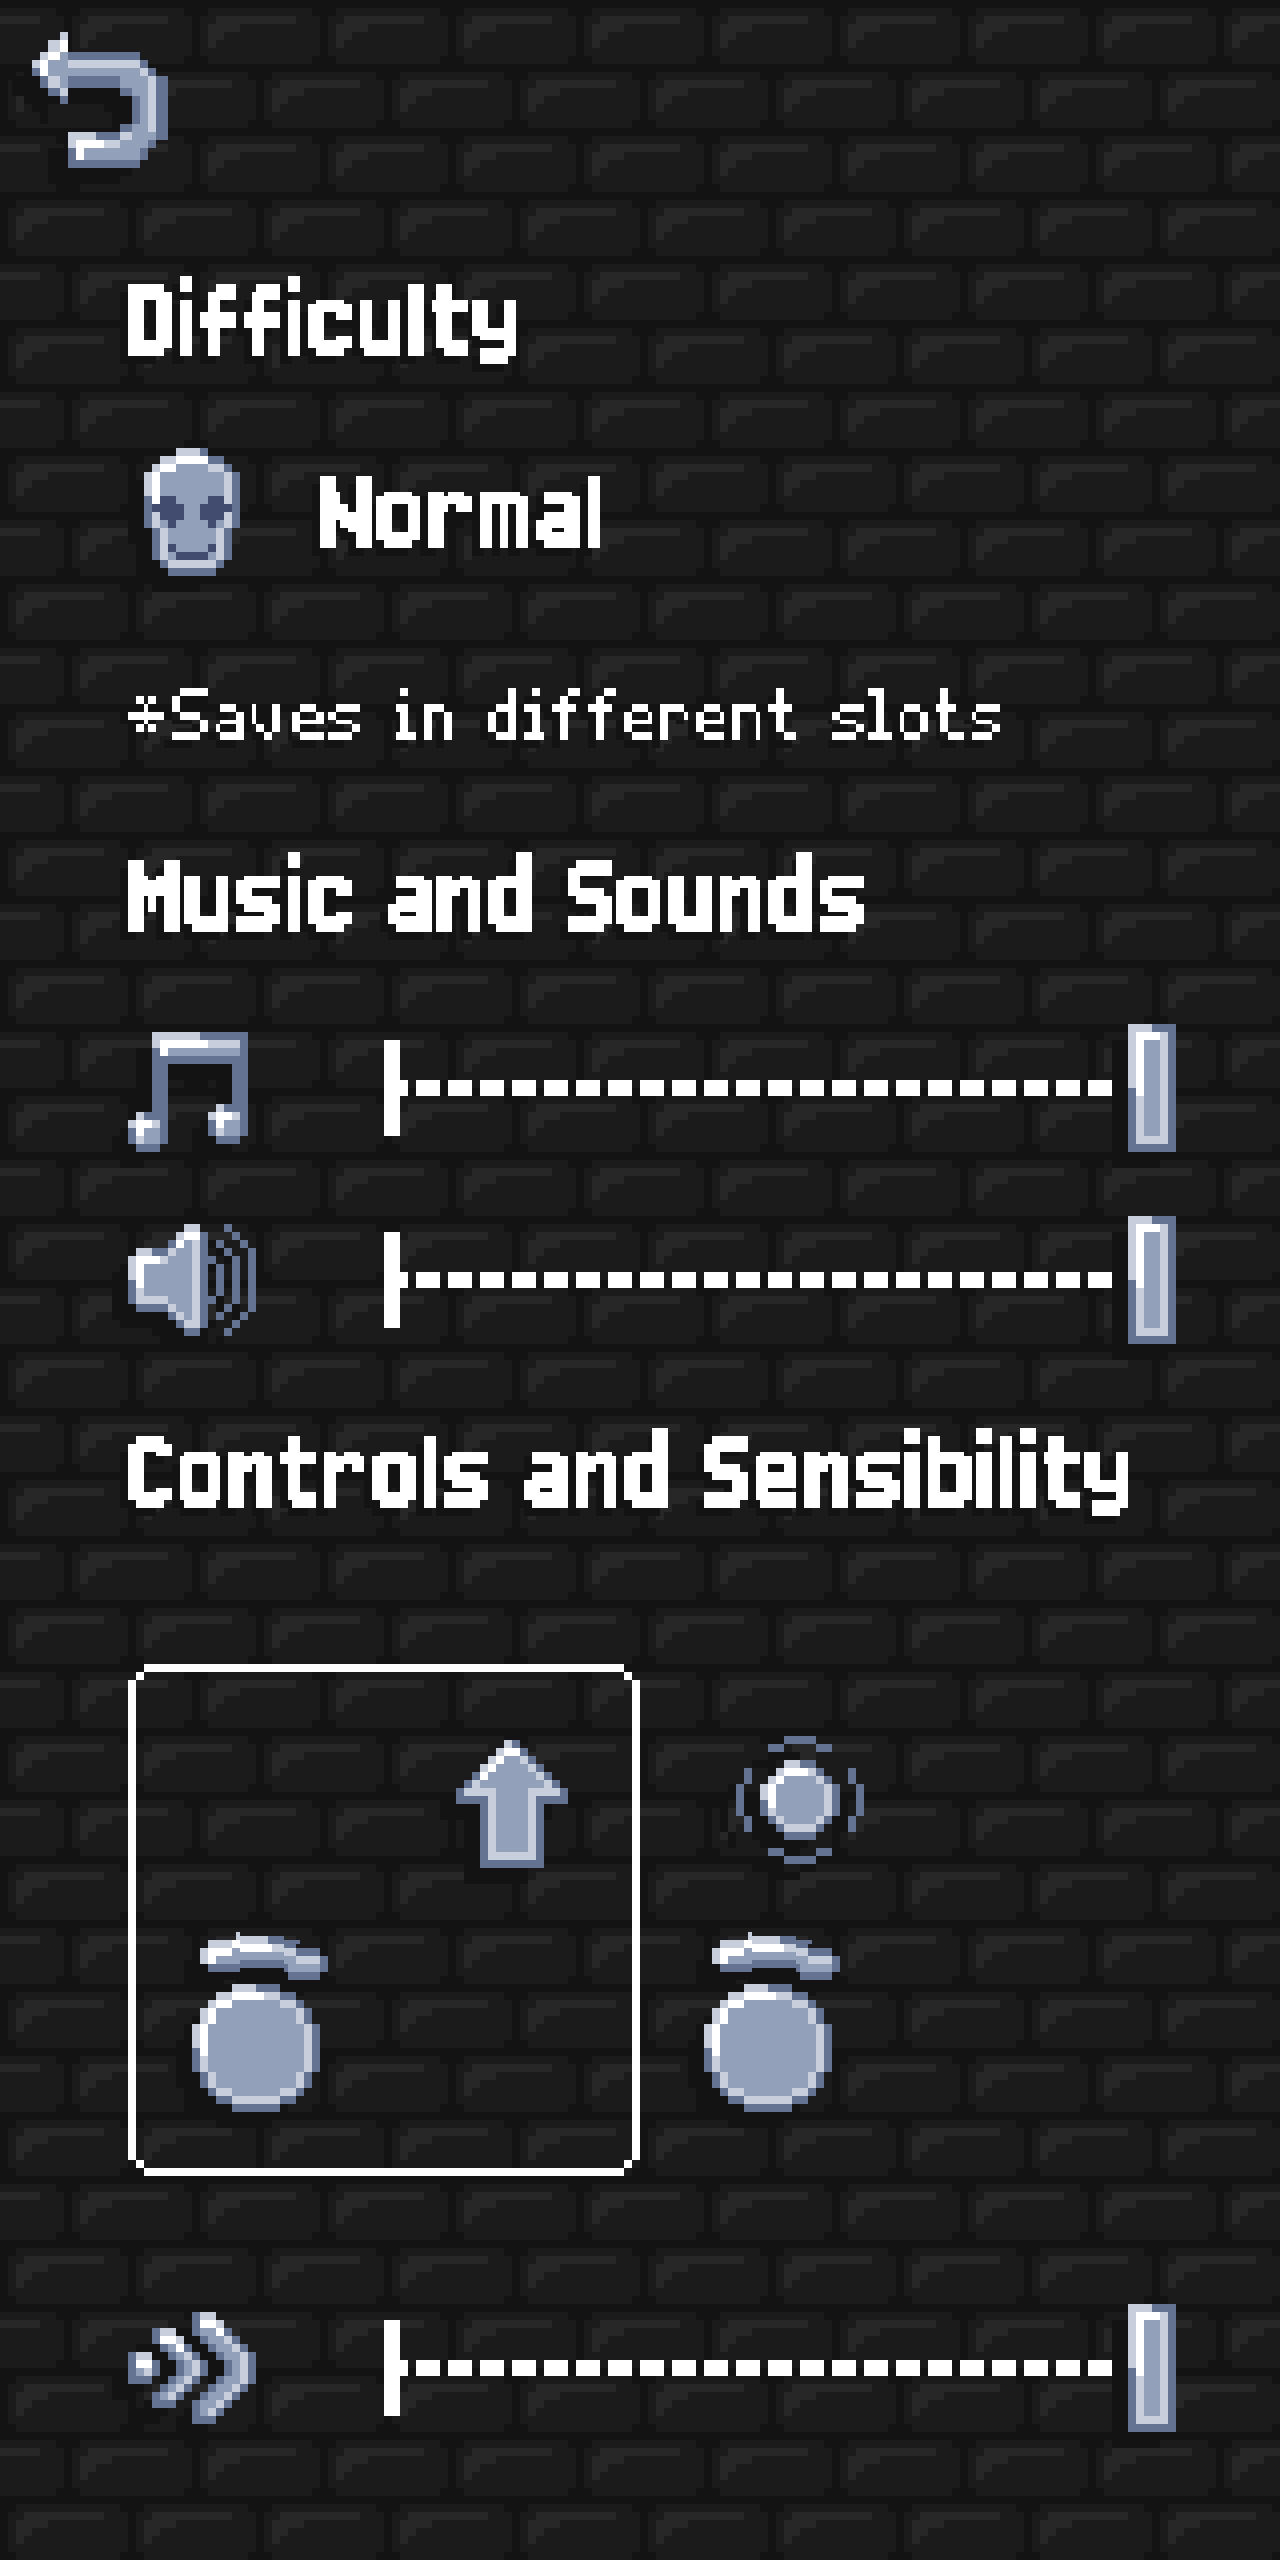 Difficulty
Normal
*Saves in different slots
Music and Sounds
Controls and Sensibility